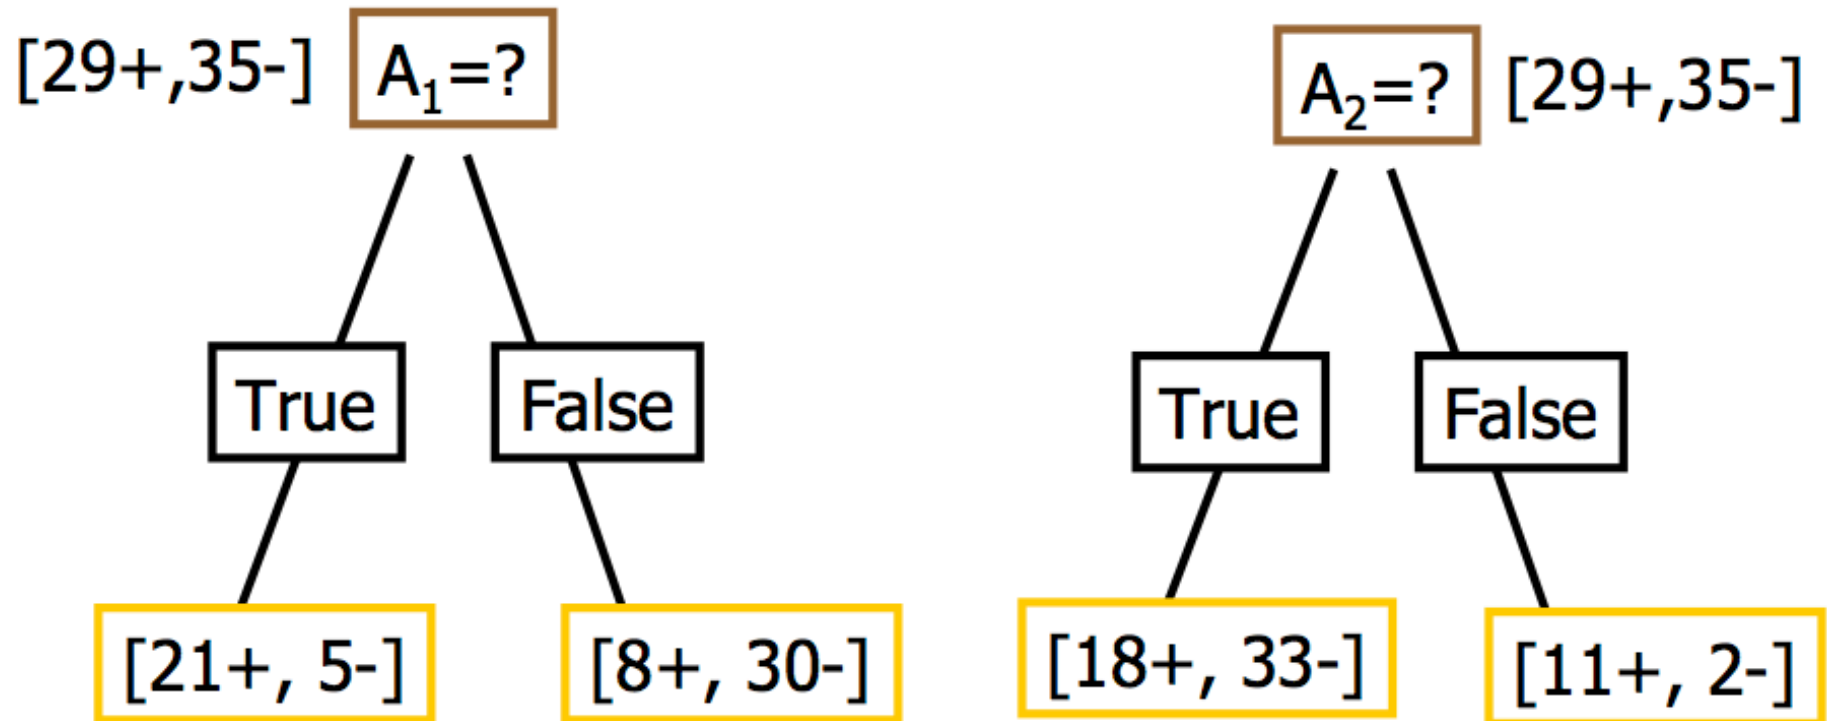 [29+,35-] A1=?
A2=? [29+,35-]
True
False
True
False
[21+, 5-]
[8+, 30-]
[18+, 33-]
[11+, 2-]